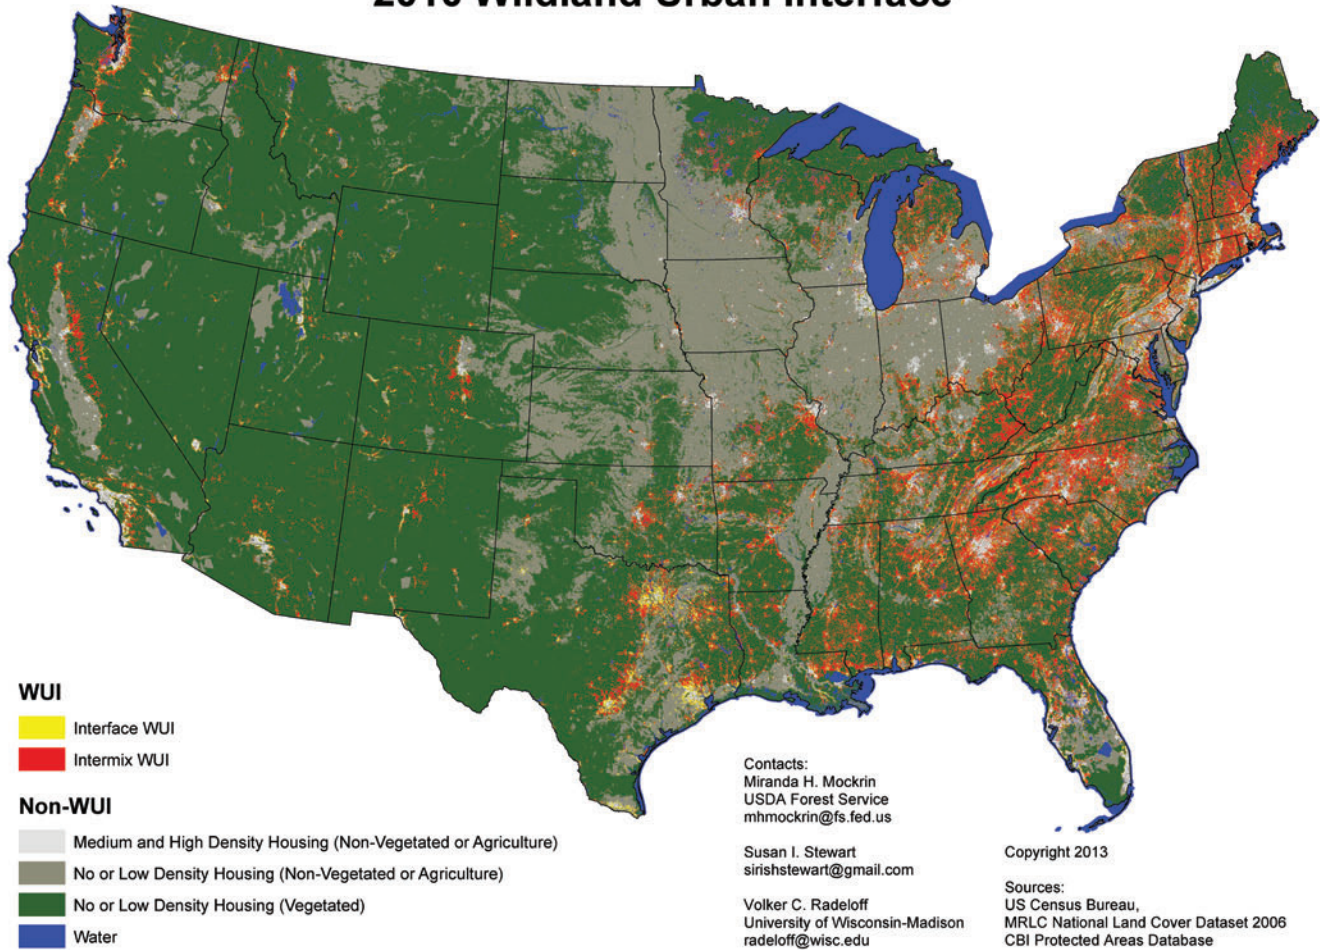 2010 Wildland Urban Interface
WUI
Interface WUI
Intermix WUI
Non-WUI
Medium and High Density Housing (Non-Vegetated or Agriculture)
No or Low Density Housing (Non-Vegetated or Agriculture)
No or Low Density Housing (Vegetated)
Water
Contacts:
Miranda H. Mockrin
USDA Forest Service
mhmockrin@fs.fed.us
Susan I. Stewart
sirishstewart@gmail.com
Volker C. Radeloff
University of Wisconsin-Madison
radeloff@wisc.edu
Copyright 2013
Sources:
US Census Bureau,
MRLC National Land Cover Dataset 2006
CBI Protected Areas Database